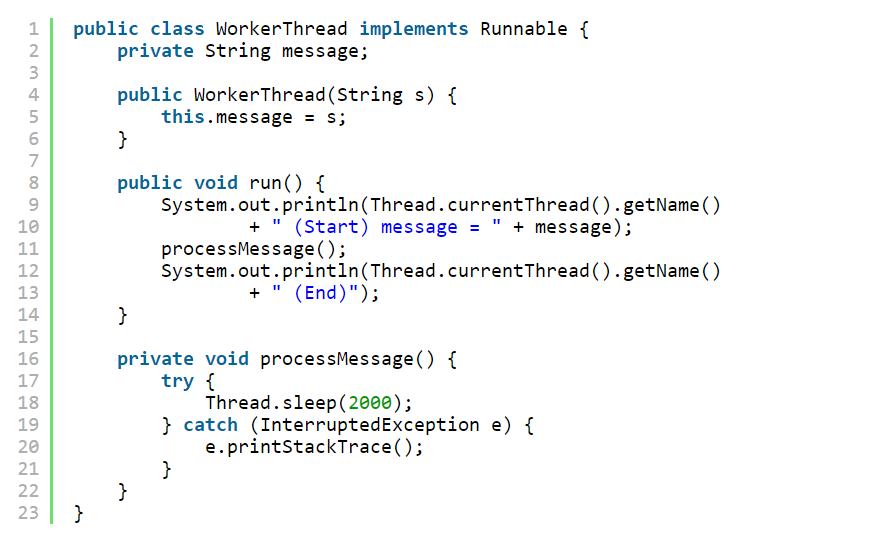 1 public class WorkerThread implements Runnable {
2     private String message;
3
4     public WorkerThread(String s) {
5         this.message = s;
6     }
7
8     public void run() {
9         System.out.println(Thread.currentThread().getName()
10                 + " (Start) message = " + message);
11         processMessage();
12         System.out.println(Thread.currentThread().getName()
13                 + " (End)");
14     }
15
16     private void processMessage() {
17         try {
18             Thread.sleep(2000);
19         } catch (InterruptedException e) {
20             e.printStackTrace();
21         }
22     }
23 }